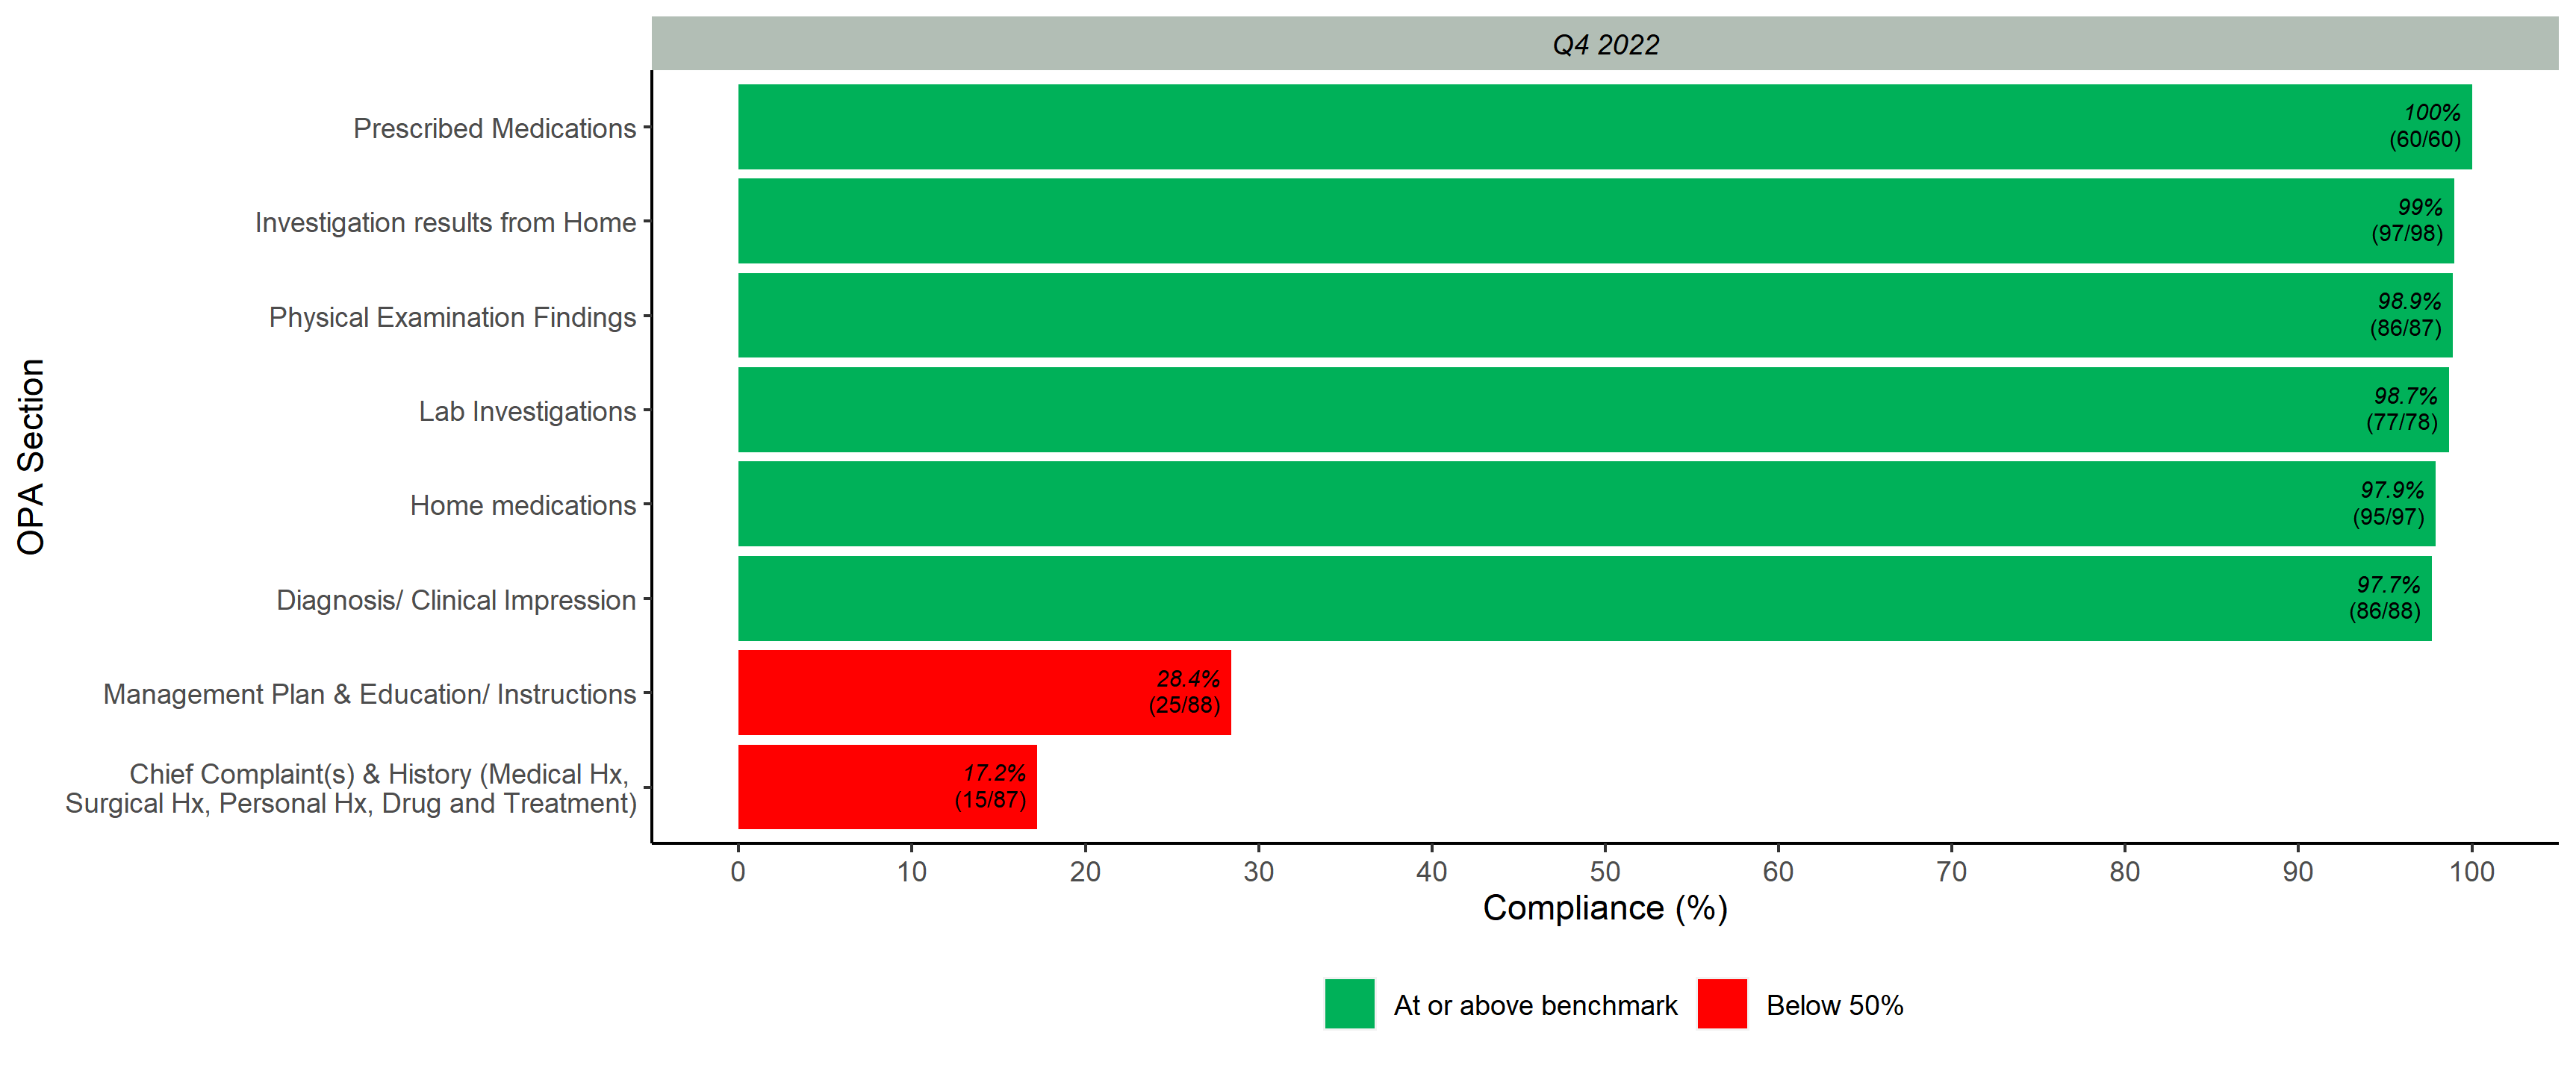 Q4 2022
OPA Section
Prescribed Medications
100%
(60/60)
Investigation results from Home
99%
(97/98)
Physical Examination Findings
98.9%
(86/87)
Lab Investigations
98.7%
(77/78)
Home medications
97.9%
(95/97)
Diagnosis/ Clinical Impression
97.7%
(86/88)
Management Plan & Education/ Instructions
28.4%
(25/88)
Chief Complaint(s) & History (Medical Hx,
Surgical Hx, Personal Hx, Drug and Treatment)
17.2%
(15/87)
0 10 20 30 40 50 60 70 80 90 100
Compliance (%)
At or above benchmark Below 50%